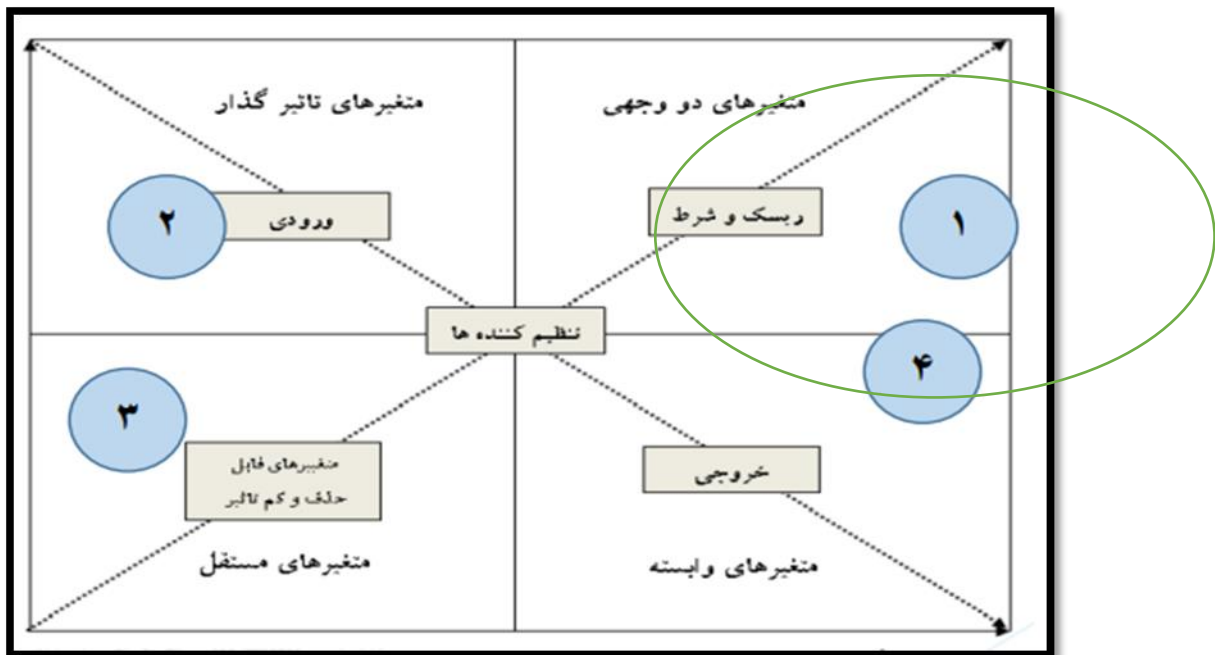 متغیرهای دو وجهی
متغیرهای تاثیر گذار
ریسک و شرط
۱
ورودی
۲
تنظیم کننده ها
۴
۳
خروجی
متغییرهای قابل
حذف و کم تاثیر
متغیرهای وابسته
متغیرهای مستقل